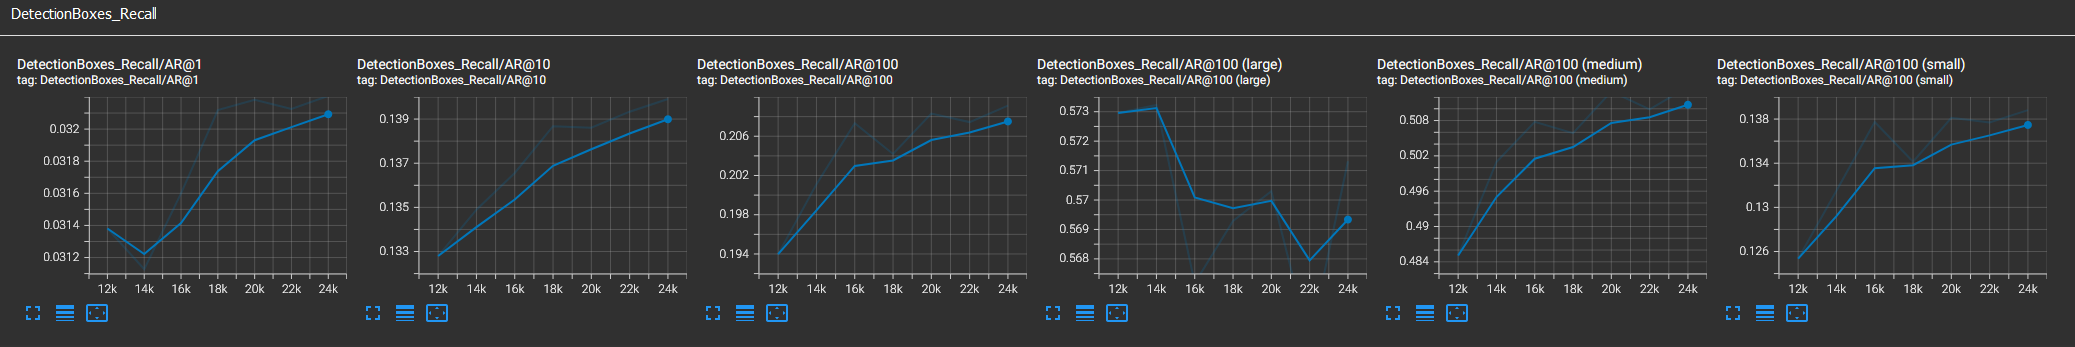 DetectionBoxes_Recall
DetectionBoxes_Recall/AR@1
tag: DetectionBoxes_Recall/AR@1
0.032
0.0318
0.0316
0.0314
0.0312
12k 14k 16k 18k 20k 22k 24k
DetectionBoxes_Recall/AR@10
tag: DetectionBoxes_Recall/AR@10
0.139
0.137
0.135
0.133
12k 14k 16k 18k 20k 22k 24k
DetectionBoxes_Recall/AR@100
tag: DetectionBoxes_Recall/AR@100
0.206
0.202
0.198
0.194
12k 14k 16k 18k 20k 22k 24k
DetectionBoxes_Recall/AR@100 (large)
tag: DetectionBoxes_Recall/AR@100 (large)
0.573
0.572
0.571
0.57
0.569
0.568
12k 14k 16k 18k 20k 22k 24k
DetectionBoxes_Recall/AR@100 (medium)
tag: DetectionBoxes_Recall/AR@100 (medium)
0.508
0.502
0.496
0.49
0.484
12k 14k 16k 18k 20k 22k 24k
DetectionBoxes_Recall/AR@100 (small)
tag: DetectionBoxes_Recall/AR@100 (small)
0.138
0.134
0.13
0.126
12k 14k 16k 18k 20k 22k 24k